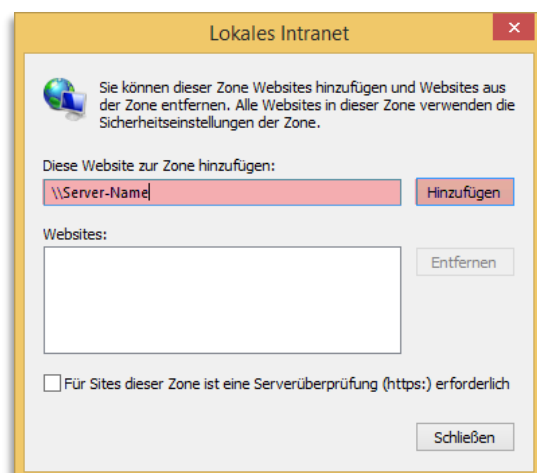 Lokales Intranet
Sie können dieser Zone Websites hinzufügen und Websites aus
der Zone entfernen. Alle Websites in dieser Zone verwenden die
Sicherheitseinstellungen der Zone.
Diese Website zur Zone hinzufügen:
\\Server-Name
Hinzufügen
Websites:
Entfernen
Für Sites dieser Zone ist eine Serverüberprüfung (https:) erforderlich
Schließen